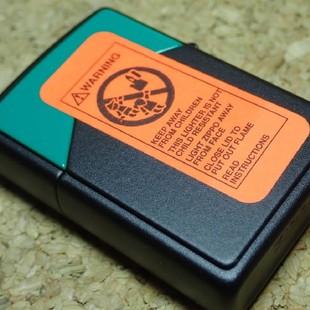 WARNING
KEEP AWAY
FROM CHILDREN
THIS LIGHTER IS NOT
CHILD RESISTANT
LIGHT ZIPPO AWAY
FROM FACE
CLOSE LID TO
PUT OUT FLAME
READ
INSTRUCTIONS